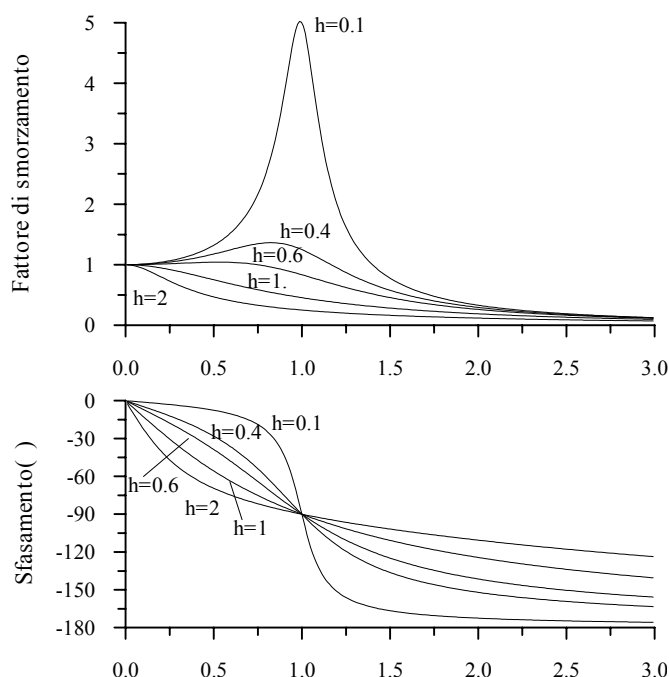 Fattore di smorzamento
5
4
3
2
1
0
h=0.1
h=0.4
h=0.6
h=1.
h=2
0.0 0.5 1.0 1.5 2.0 2.5 3.0
Sfasamento( )
0
-30
-60
-90
-120
-150
-180
h=0.1
h=0.4
h=0.6
h=2
h=1
0.0 0.5 1.0 1.5 2.0 2.5 3.0